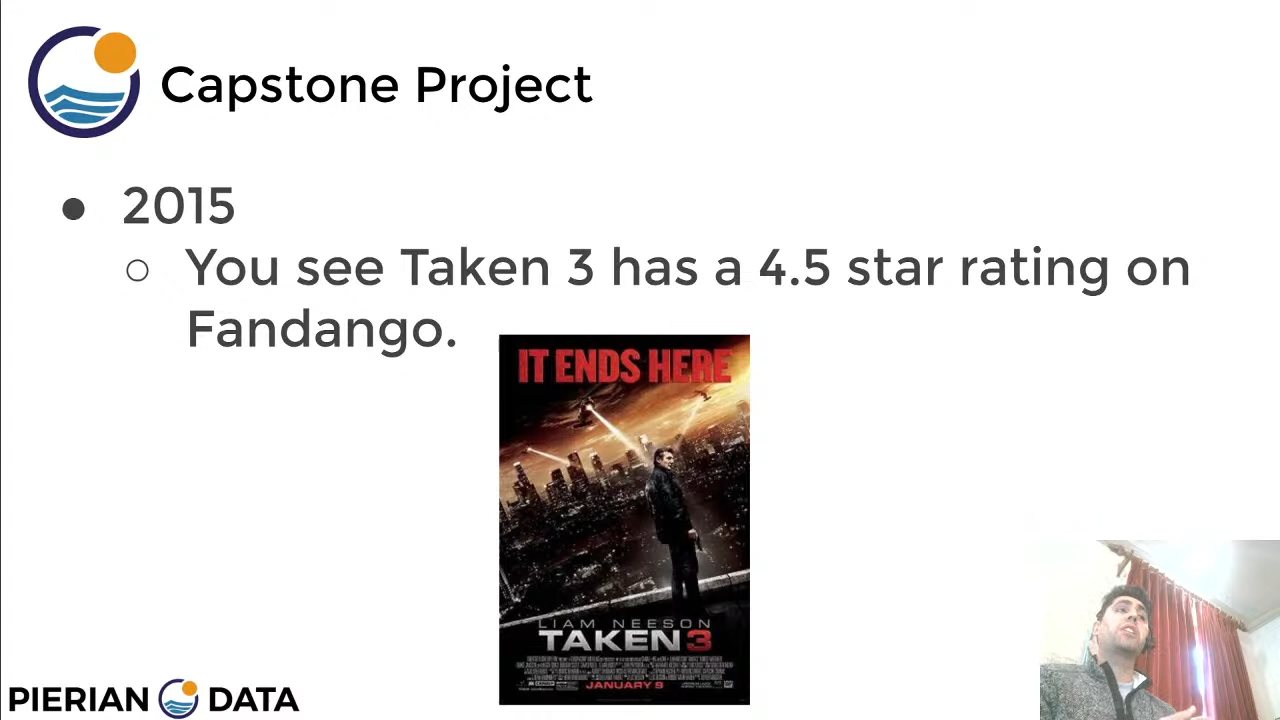 Capstone Project
● 2015
○ You see Taken 3 has a 4.5 star rating on
Fandango.
IT ENDS HERE
LIAM NEESON
TAKEN 3
JANUARY 9
PIERIAN DATA